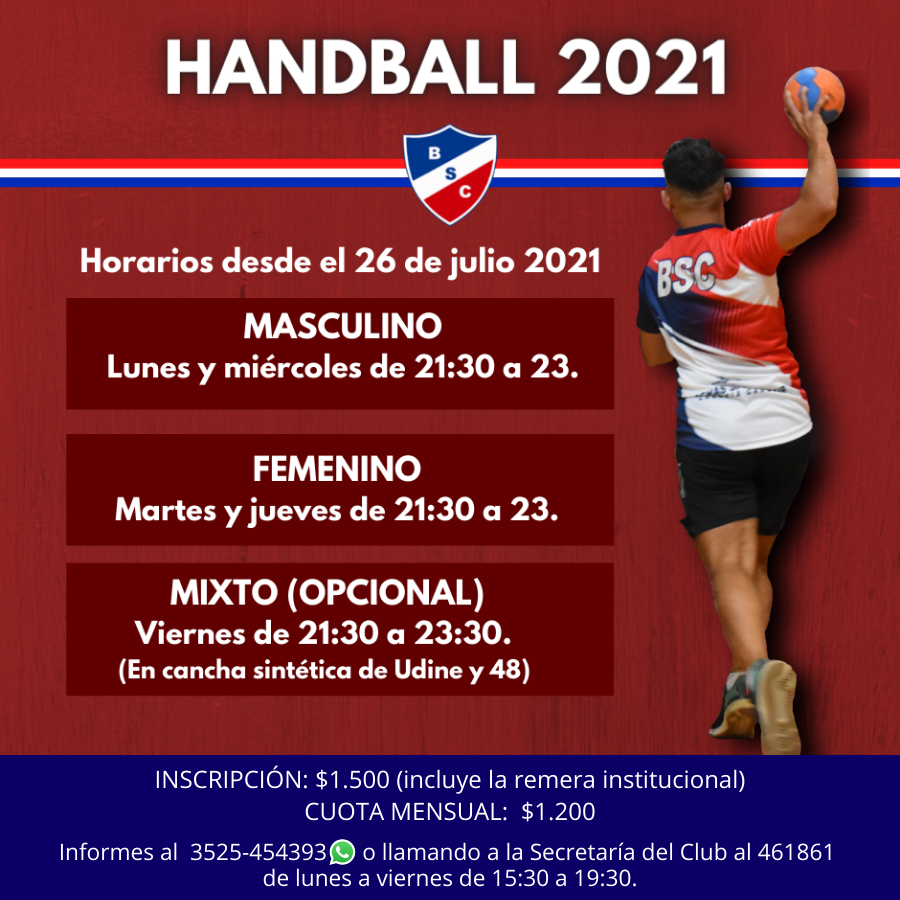 HANDBALL 2021
B
S
C
Horarios desde el 26 de julio 2021
BSC
MASCULINO
Lunes y miércoles de 21:30 a 23.
FEMENINO
Martes y jueves de 21:30 a 23.
MIXTO (OPCIONAL)
Viernes de 21:30 a 23:30.
(En cancha sintética de Udine y 48)
INSCRIPCIÓN: $1.500 (incluye la remera institucional)
CUOTA MENSUAL: $1.200
Informes al 3525-454393 o llamando a la Secretaría del Club al 461861
de lunes a viernes de 15:30 a 19:30.